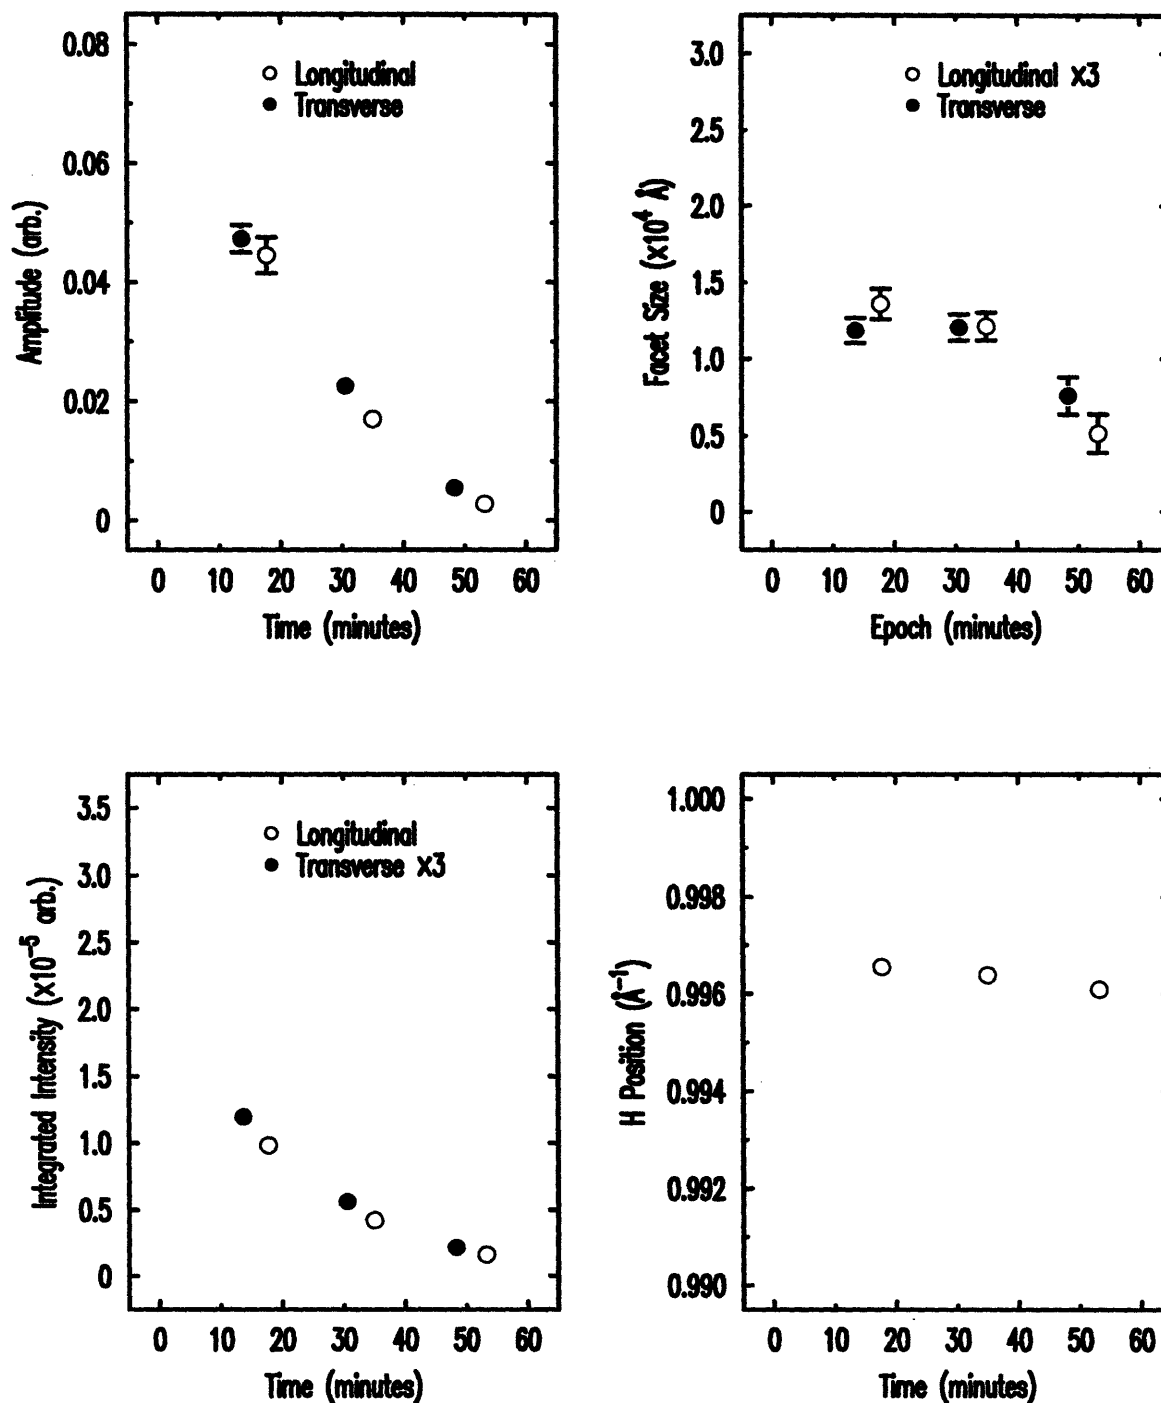 Amplitude (arb.)
0.08
0.06
0.04
0.02
0
○ Longitudinal
● Transverse
0 10 20 30 40 50 60
Time (minutes)
Facet Size (×10⁴ Å)
3.0
2.5
2.0
1.5
1.0
0.5
0
○ Longitudinal ×3
● Transverse
0 10 20 30 40 50 60
Epoch (minutes)
Integrated Intensity (×10⁻⁵ arb.)
3.5
3.0
2.5
2.0
1.5
1.0
0.5
0
○ Longitudinal
● Transverse ×3
0 10 20 30 40 50 60
Time (minutes)
H Position (Å⁻¹)
1.000
0.998
0.996
0.994
0.992
0.990
0 10 20 30 40 50 60
Time (minutes)